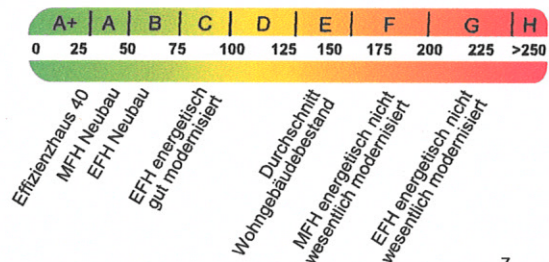 A+ A B C D E F G H
0 25 50 75 100 125 150 175 200 225 >250
Effizienzhaus 40
MFH Neubau
EFH Neubau
EFH energetisch
gut modernisiert
Durchschnitt
Wohngebäudebestand
MFH energetisch nicht
wesentlich modernisiert
EFH energetisch nicht
wesentlich modernisiert